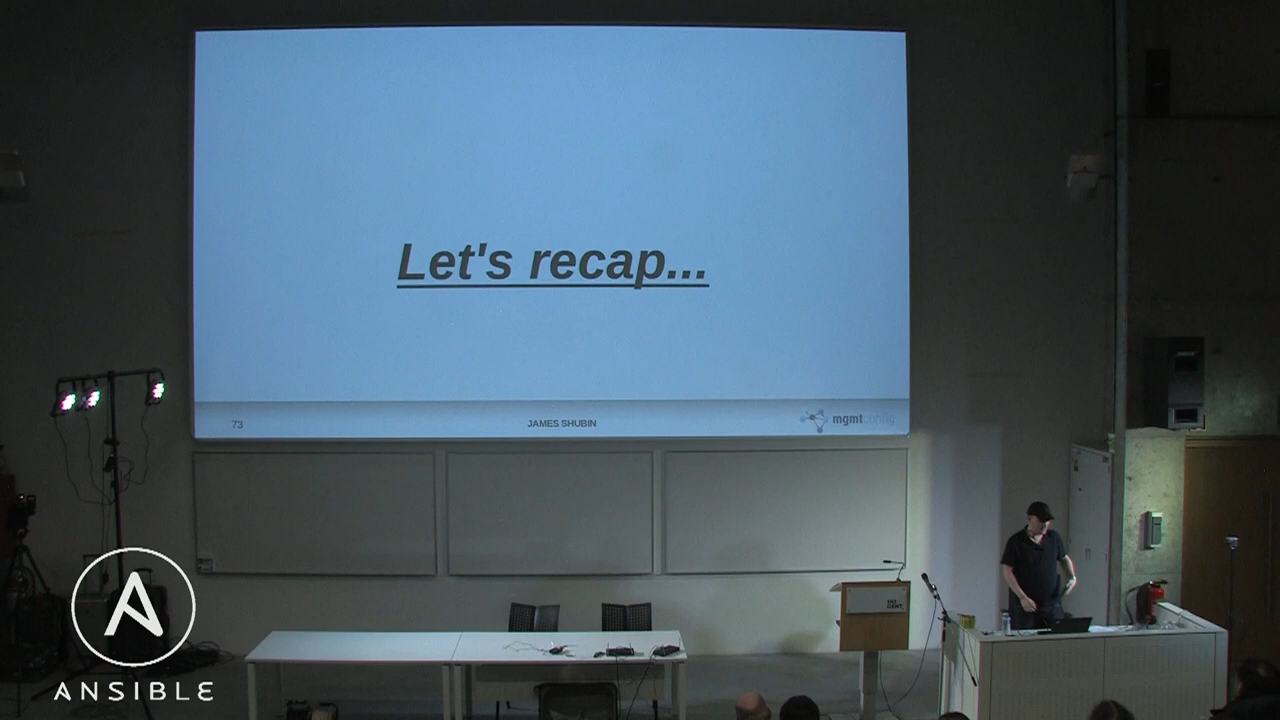 Let's recap...
73
JAMES SHUBIN
mgmtconfig
ANSIBLE